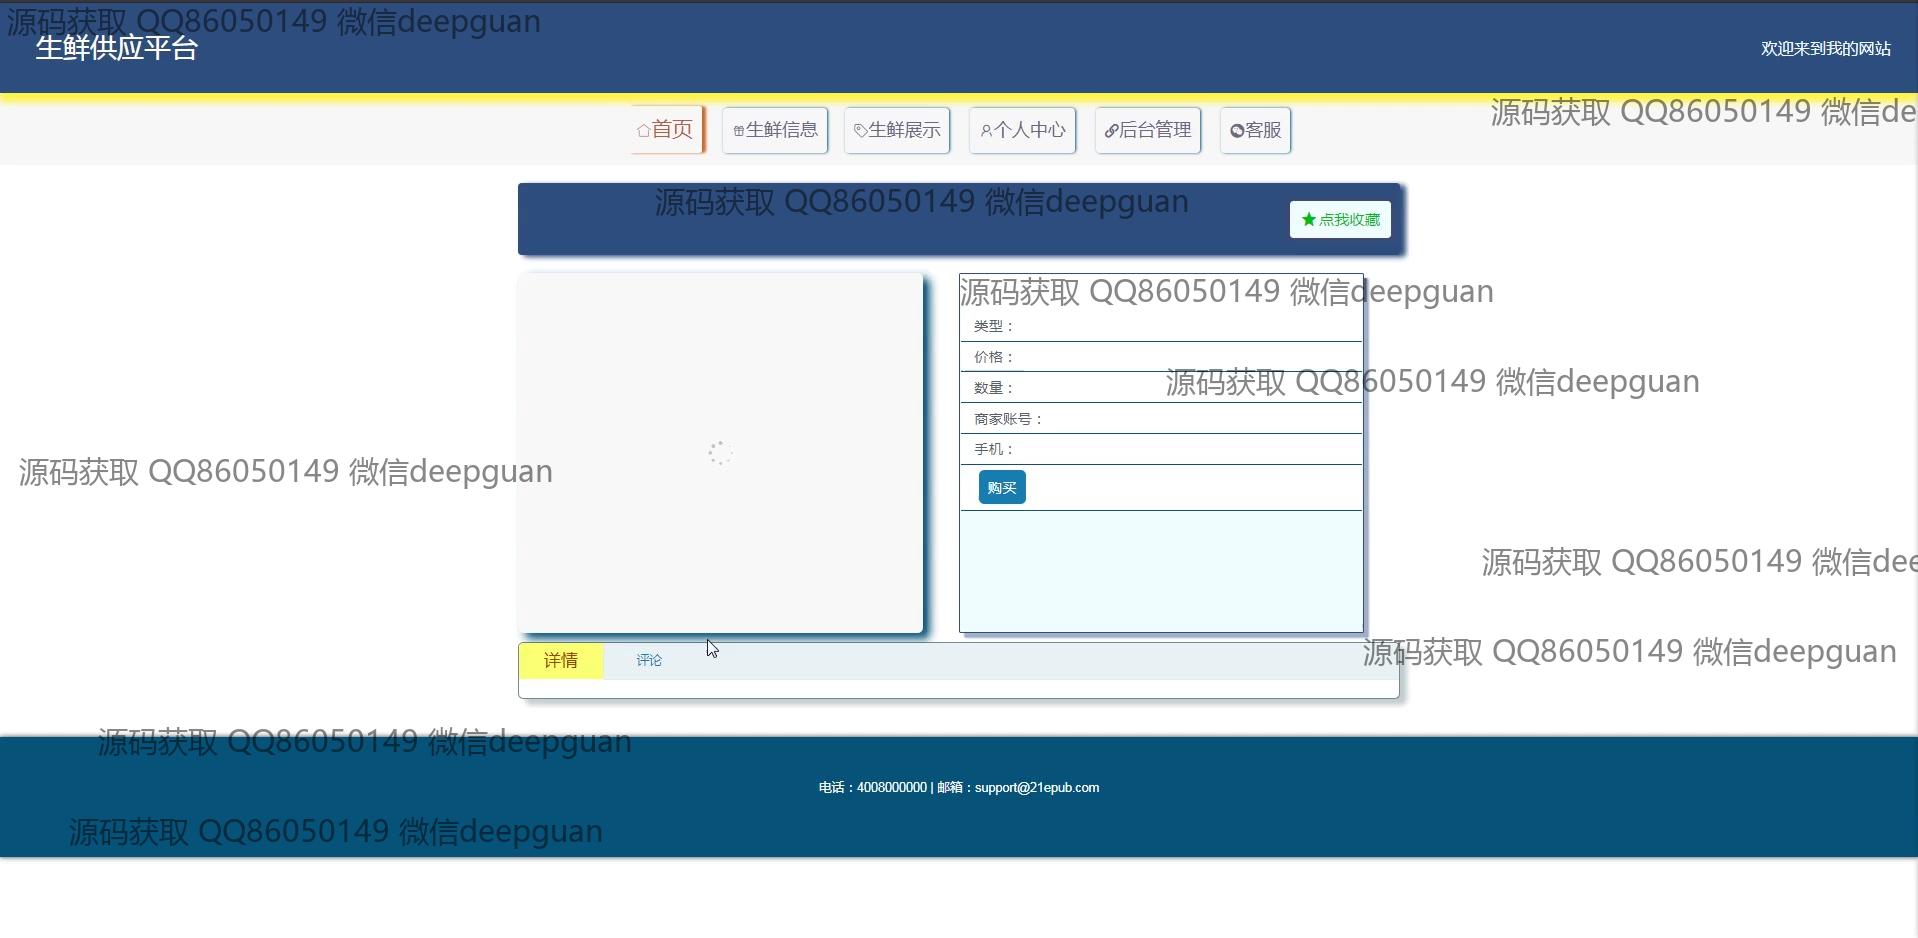 源码获取 QQ86050149 微信deepguan
生鲜供应平台
欢迎来到我的网站
源码获取 QQ86050149 微信de
首页 生鲜信息 生鲜展示 个人中心 后台管理 客服
源码获取 QQ86050149 微信deepguan
点我收藏
源码获取 QQ86050149 微信deepguan
类型：
价格：
源码获取 QQ86050149 微信deepguan
数量：
商家账号：
手机：
源码获取 QQ86050149 微信deepguan
购买
源码获取 QQ86050149 微信dee
源码获取 QQ86050149 微信deepguan
详情 评论
源码获取 QQ86050149 微信deepguan
电话：4008000000 | 邮箱：support@21epub.com
源码获取 QQ86050149 微信deepguan